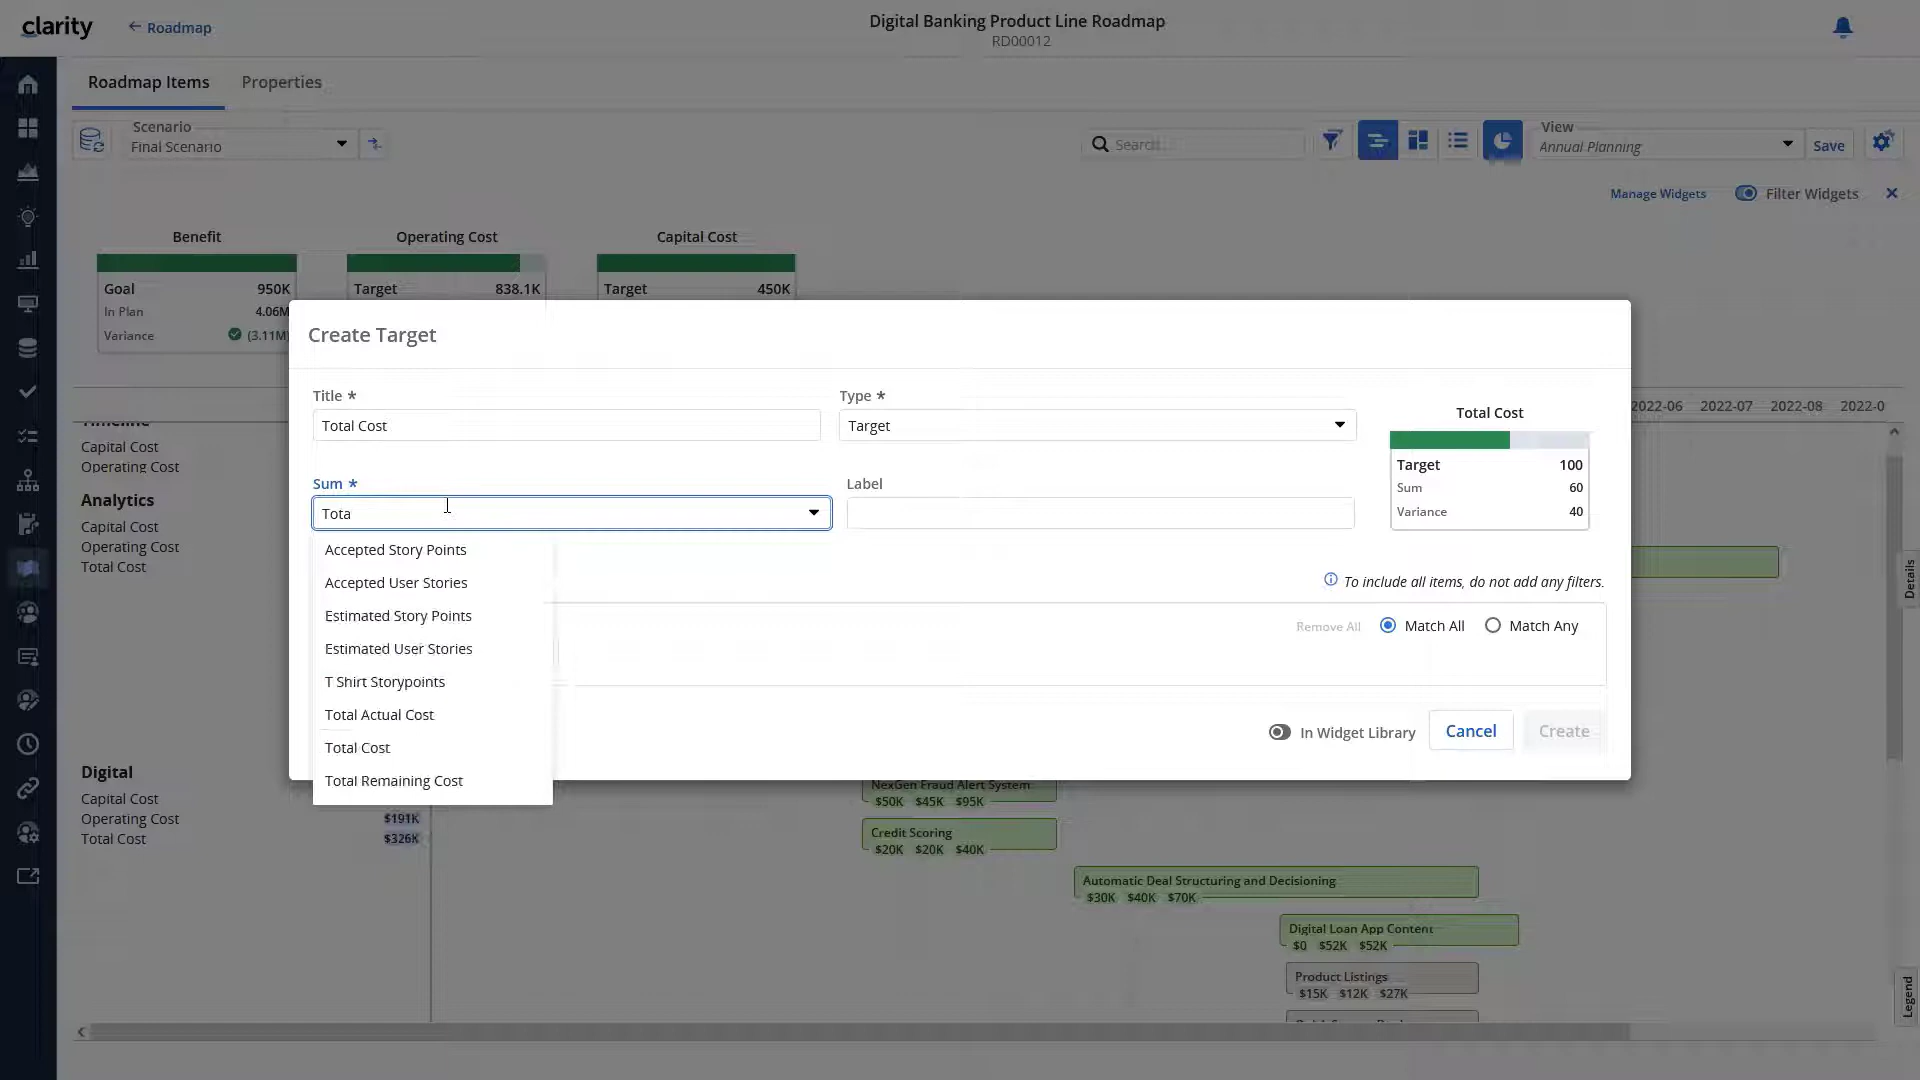 clarity
Roadmap
Digital Banking Product Line Roadmap
RD00012
Roadmap Items
Properties
Scenario
Final Scenario
Search
View
Annual Planning
Save
Manage Widgets
Filter Widgets
Benefit
Goal 950K
In Plan 4.06M
Variance (3.11M)
Operating Cost
Target 838.1K
Capital Cost
Target 450K
Create Target
Title *
Total Cost
Type *
Target
Sum *
Tota
Label
Accepted Story Points
Accepted User Stories
Estimated Story Points
Estimated User Stories
T Shirt Storypoints
Total Actual Cost
Total Cost
Total Remaining Cost
Total Cost
Target 100
Sum 60
Variance 40
To include all items, do not add any filters.
Remove All
Match All
Match Any
In Widget Library
Cancel
Create
2022-06 2022-07 2022-08 2022-0
Timeline
Capital Cost
Operating Cost
Analytics
Capital Cost
Operating Cost
Total Cost
Digital
Capital Cost
Operating Cost $191K
Total Cost $326K
NexGen Fraud Alert System
$50K $45K $95K
Credit Scoring
$20K $20K $40K
Automatic Deal Structuring and Decisioning
$30K $40K $70K
Digital Loan App Content
$0 $52K $52K
Product Listings
$15K $12K $27K
Details
Legend